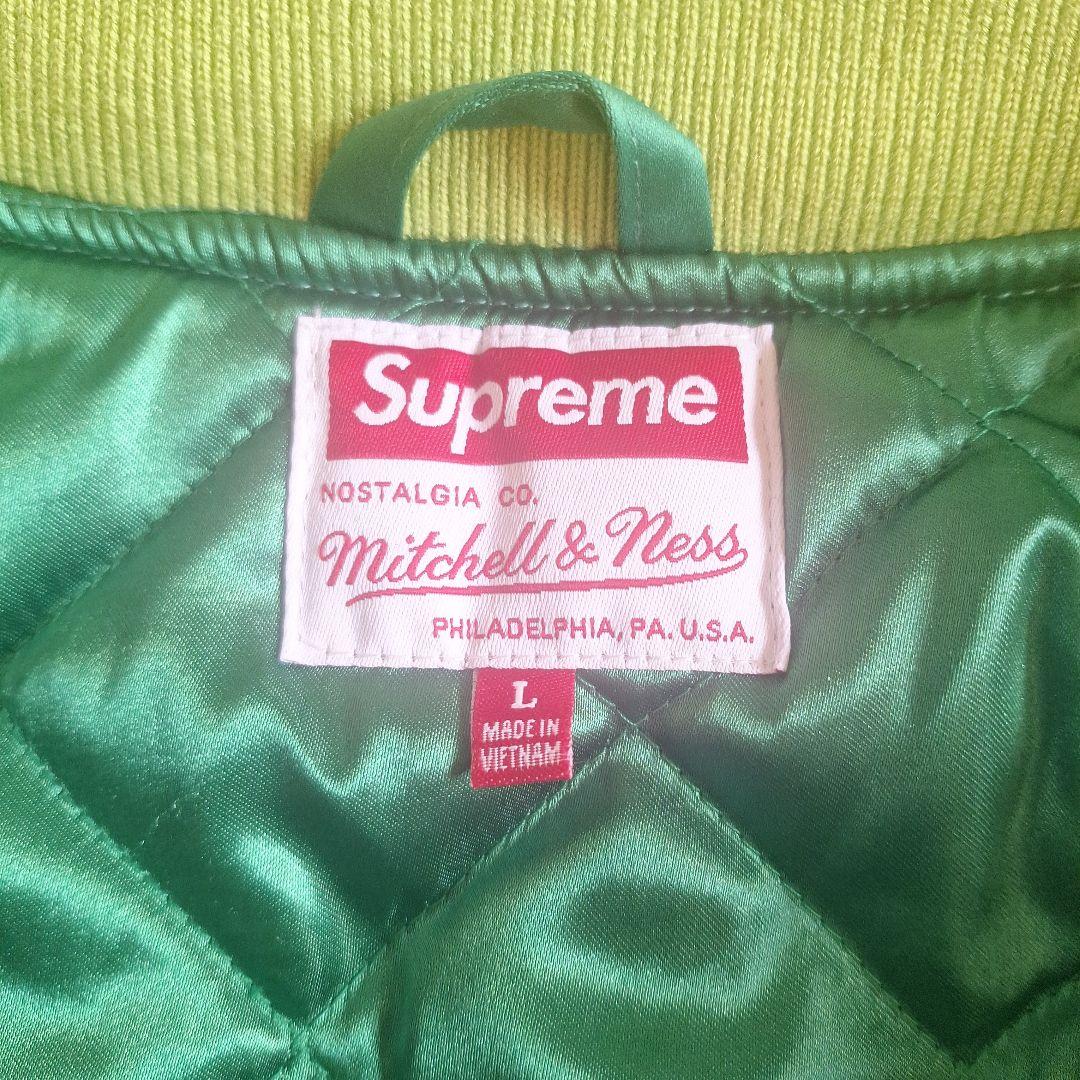 Supreme
NOSTALGIA CO.
Mitchell & Ness
PHILADELPHIA, PA. U.S.A.
L
MADE IN
VIETNAM